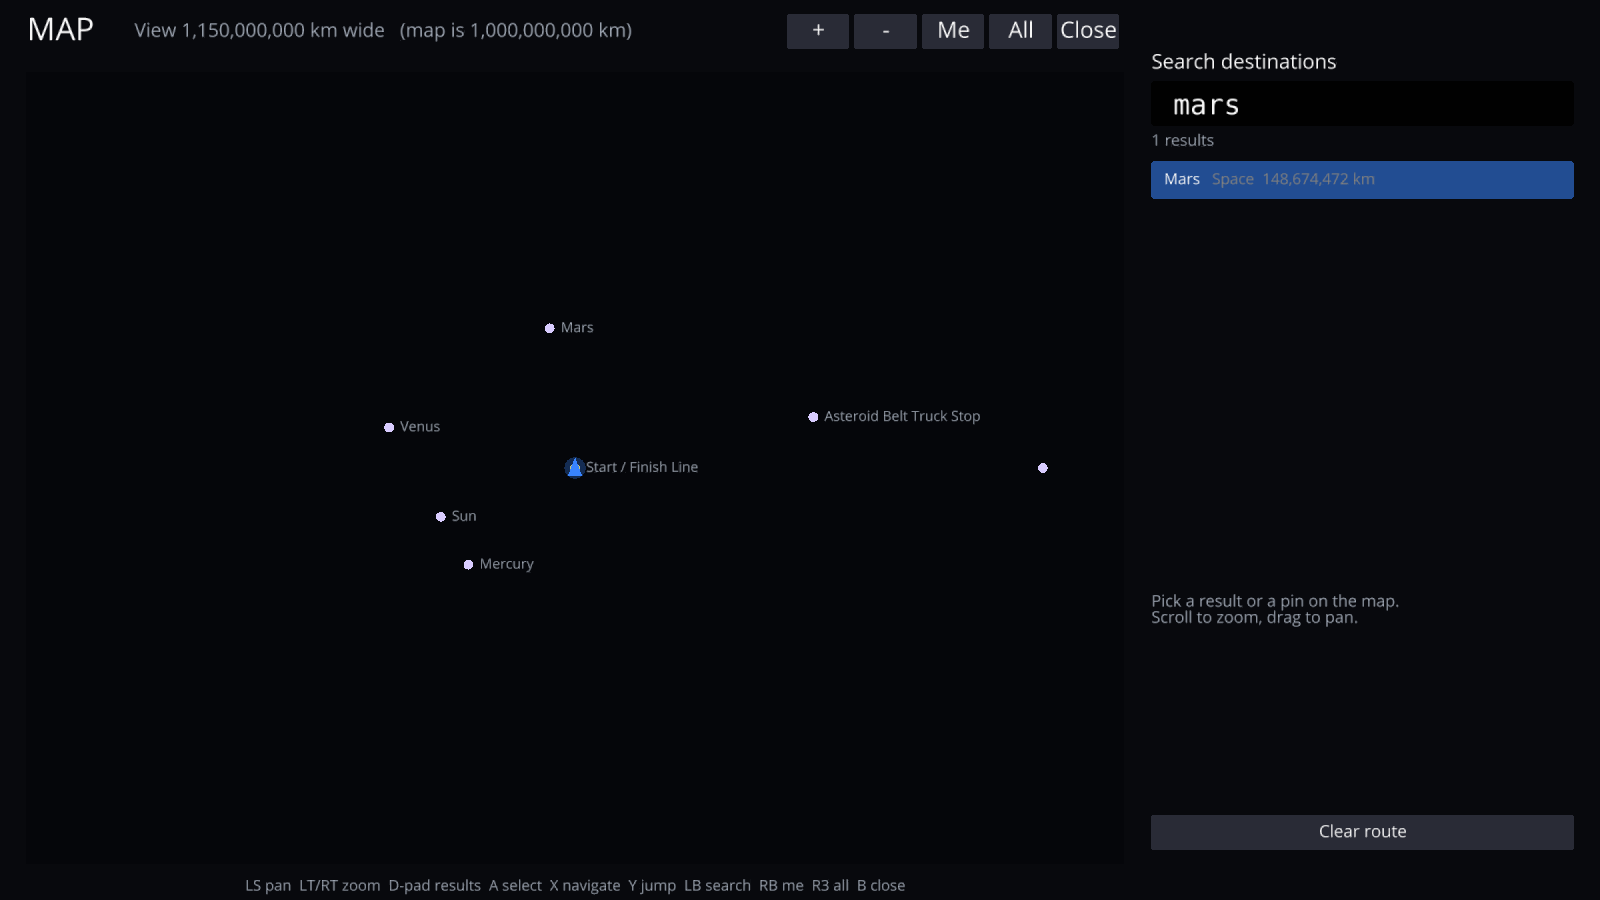 MAP
View 1,150,000,000 km wide (map is 1,000,000,000 km)
+ - Me All Close
Search destinations
mars
1 results
Mars Space 148,674,472 km
Mars
Asteroid Belt Truck Stop
Venus
Start / Finish Line
Sun
Mercury
Pick a result or a pin on the map.
Scroll to zoom, drag to pan.
Clear route
LS pan LT/RT zoom D-pad results A select X navigate Y jump LB search RB me R3 all B close